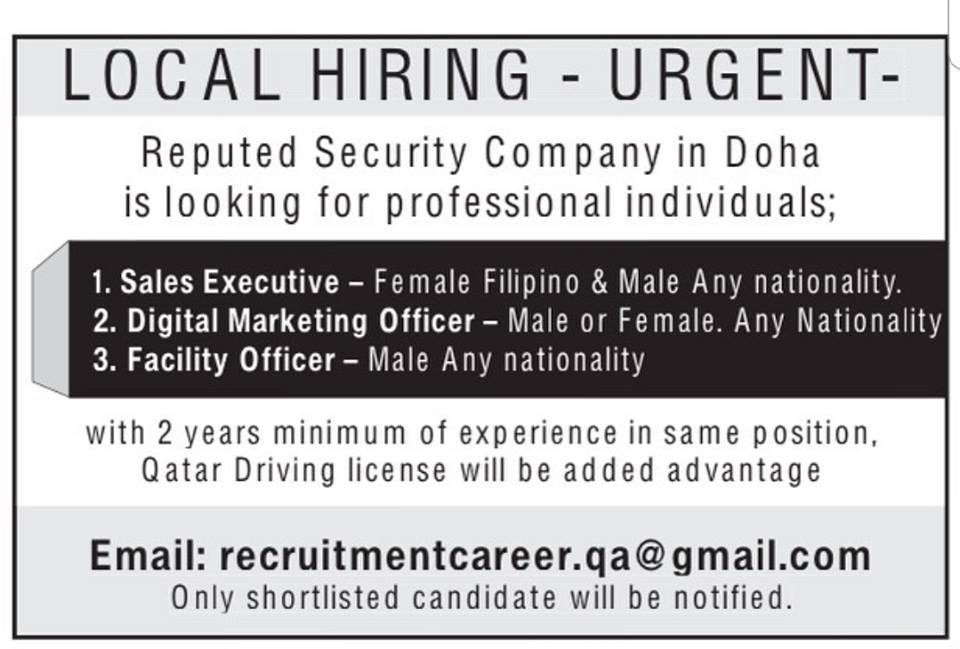 LOCAL HIRING - URGENT-
Reputed Security Company in Doha
is looking for professional individuals;
1. Sales Executive – Female Filipino & Male Any nationality.
2. Digital Marketing Officer – Male or Female. Any Nationality
3. Facility Officer – Male Any nationality
with 2 years minimum of experience in same position,
Qatar Driving license will be added advantage
Email: recruitmentcareer.qa@gmail.com
Only shortlisted candidate will be notified.